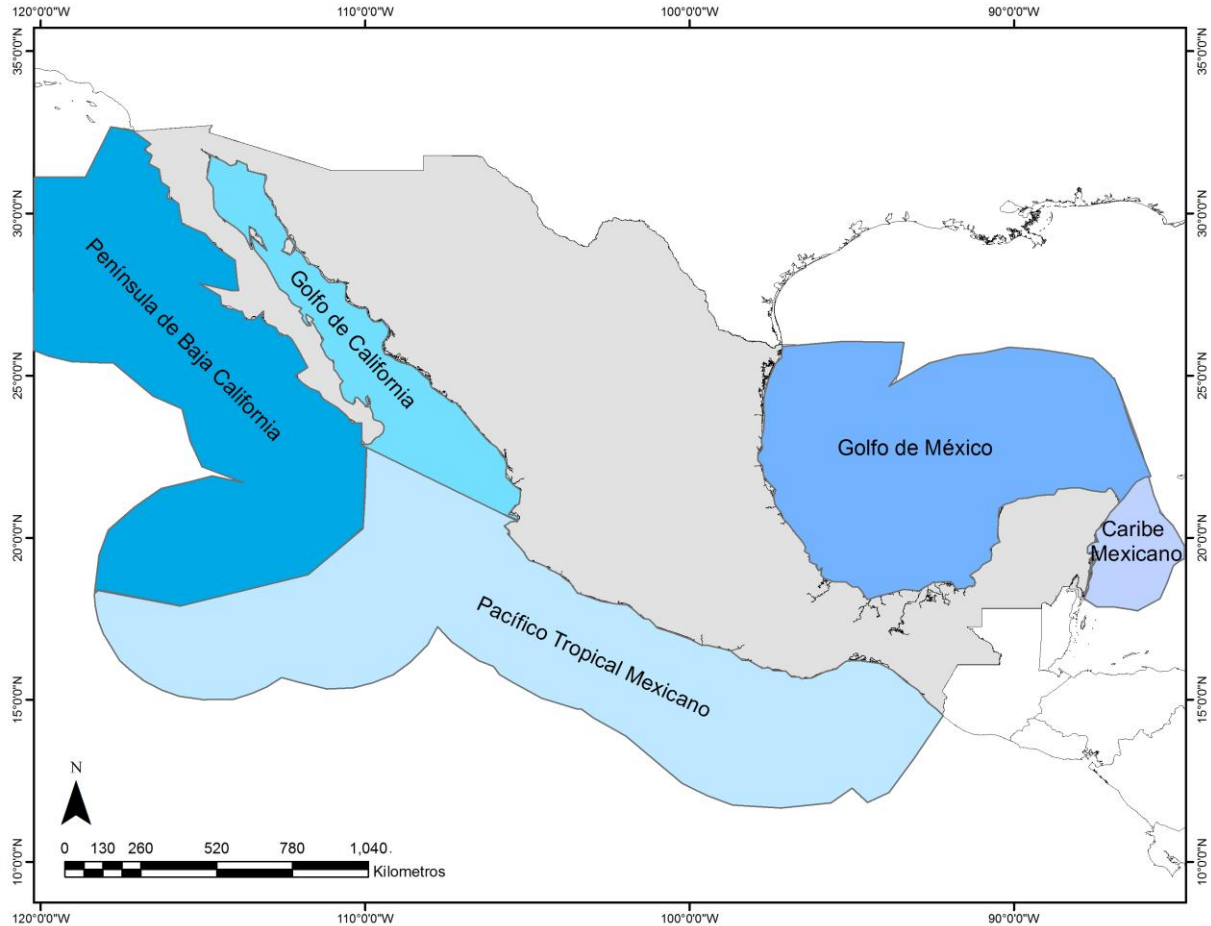 120°0'0"W
110°0'0"W
100°0'0"W
90°0'0"W
35°0'0"N
35°0'0"N
30°0'0"N
30°0'0"N
25°0'0"N
25°0'0"N
20°0'0"N
20°0'0"N
15°0'0"N
15°0'0"N
10°0'0"N
10°0'0"N
Península de Baja California
Golfo de California
Golfo de México
Caribe
Mexicano
Pacífico Tropical Mexicano
N
0 130 260 520 780 1,040
Kilometros
120°0'0"W
110°0'0"W
100°0'0"W
90°0'0"W